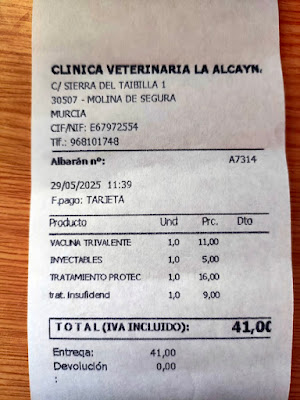 CLINICA VETERINARIA LA ALCAYNA
C/ SIERRA DEL TAIBILLA 1
30507 - MOLINA DE SEGURA
MURCIA
CIF/NIF: E67972554
Tlf.: 968101748
Albarán nº: A7314
29/05/2025 11:39
F.pago: TARJETA
Producto Und Prc. Dto
VACUNA TRIVALENTE 1,0 11,00
INYECTABLES 1,0 5,00
TRATAMIENTO PROTEC 1,0 16,00
trat. insufidend 1,0 9,00
TOTAL (IVA INCLUIDO): 41,00
Entrega: 41,00
Devolución 0,00
: